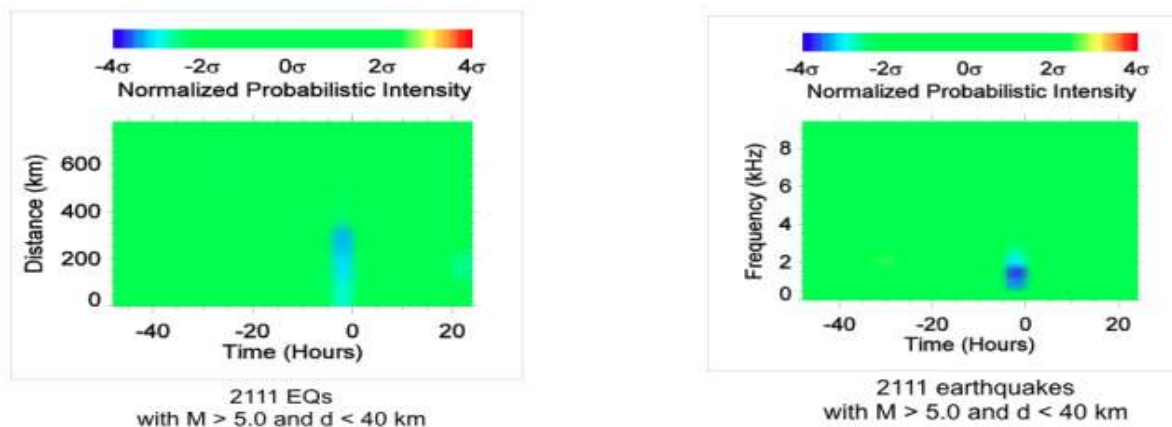 -4σ -2σ 0σ 2σ 4σ
Normalized Probabilistic Intensity
Distance (km)
600
400
200
0
-40 -20 0 20
Time (Hours)
2111 EQs
with M > 5.0 and d < 40 km
-4σ -2σ 0σ 2σ 4σ
Normalized Probabilistic Intensity
Frequency (kHz)
8
6
4
2
0
-40 -20 0 20
Time (Hours)
2111 earthquakes
with M > 5.0 and d < 40 km